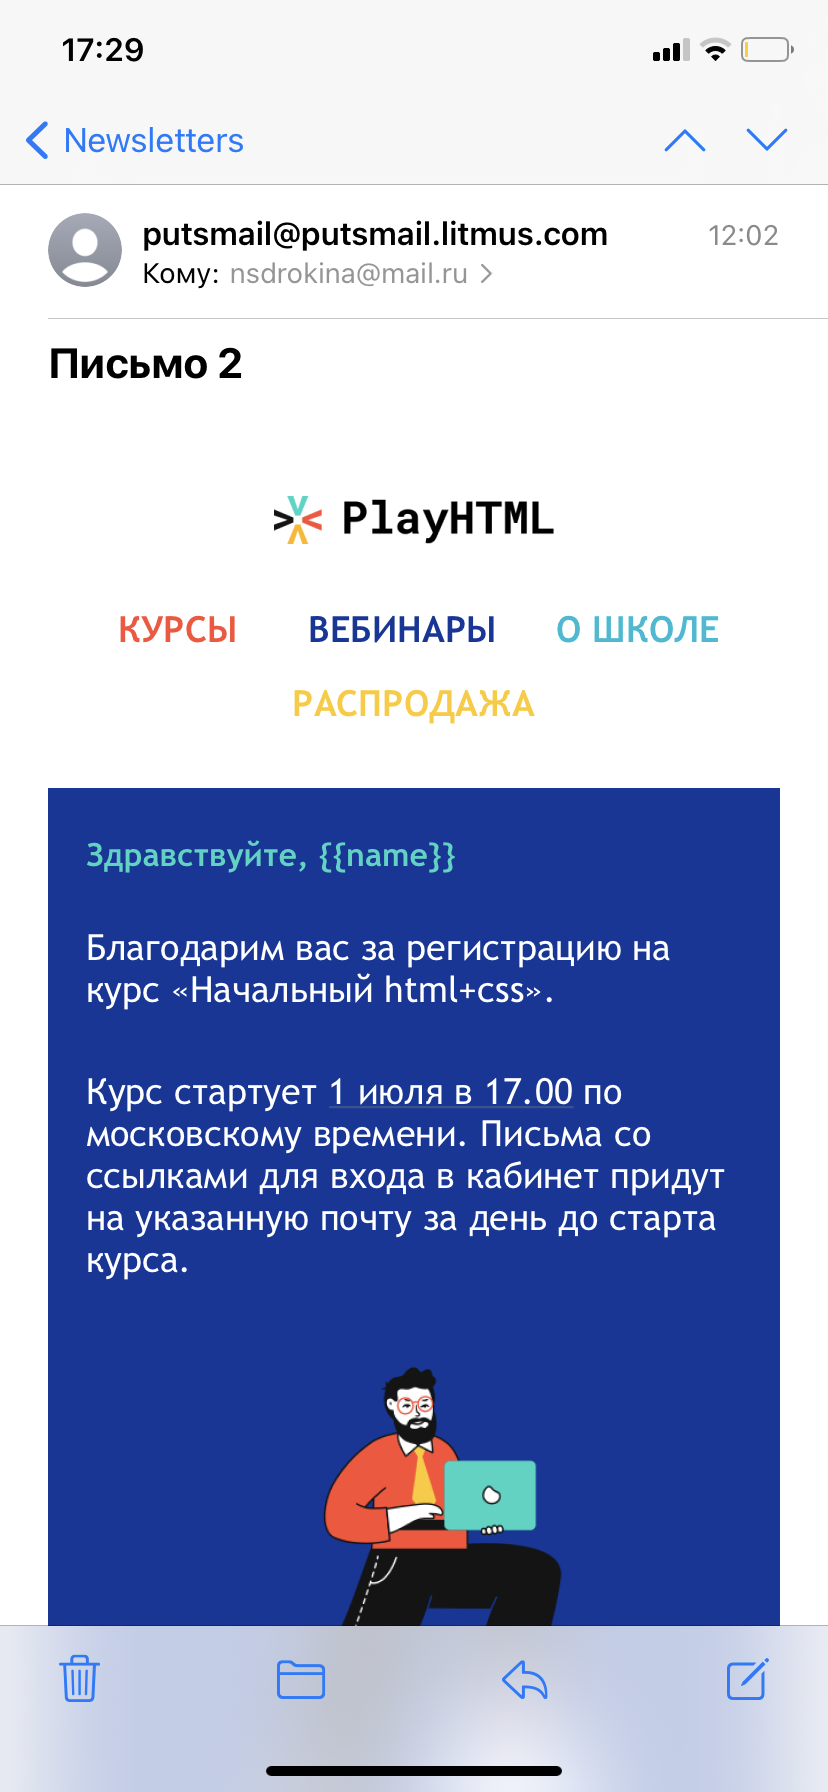 17:29
Newsletters
putsmail@putsmail.litmus.com
12:02
Кому: nsdrokina@mail.ru
Письмо 2
PlayHTML
КУРСЫ ВЕБИНАРЫ О ШКОЛЕ
РАСПРОДАЖА
Здравствуйте, {{name}}
Благодарим вас за регистрацию на
курс «Начальный html+css».
Курс стартует 1 июля в 17.00 по
московскому времени. Письма со
ссылками для входа в кабинет придут
на указанную почту за день до старта
курса.